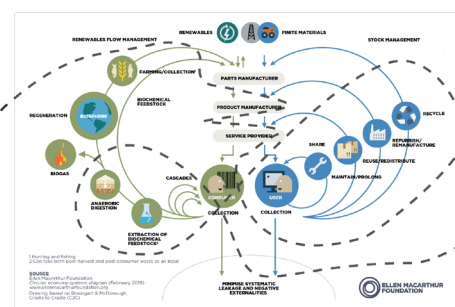 RENEWABLES
FINITE MATERIALS
RENEWABLES FLOW MANAGEMENT
STOCK MANAGEMENT
FARMING/COLLECTION¹
PARTS MANUFACTURER
BIOCHEMICAL
FEEDSTOCK
REGENERATION
BIOSPHERE
PRODUCT MANUFACTURER
RECYCLE
SERVICE PROVIDER
REFURBISH/
REMANUFACTURE
SHARE
REUSE/REDISTRIBUTE
BIOGAS
CASCADES
MAINTAIN/PROLONG
CONSUMER
USER
ANAEROBIC
DIGESTION
COLLECTION
COLLECTION
EXTRACTION OF
BIOCHEMICAL
FEEDSTOCK²
1 Hunting and fishing
2 Can take both post-harvest and post-consumer waste as an input
MINIMISE SYSTEMATIC
LEAKAGE AND NEGATIVE
EXTERNALITIES
SOURCE
Ellen MacArthur Foundation
Circular economy systems diagram (February 2019)
www.ellenmacarthurfoundation.org
Drawing based on Braungart & McDonough,
Cradle to Cradle (C2C)
ELLEN MACARTHUR
FOUNDATION